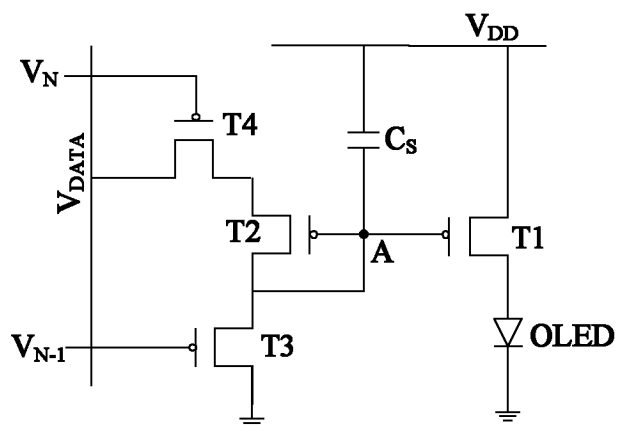 V_DD
V_N
T4
C_S
V_DATA
T2
A
T1
V_N-1
T3
OLED